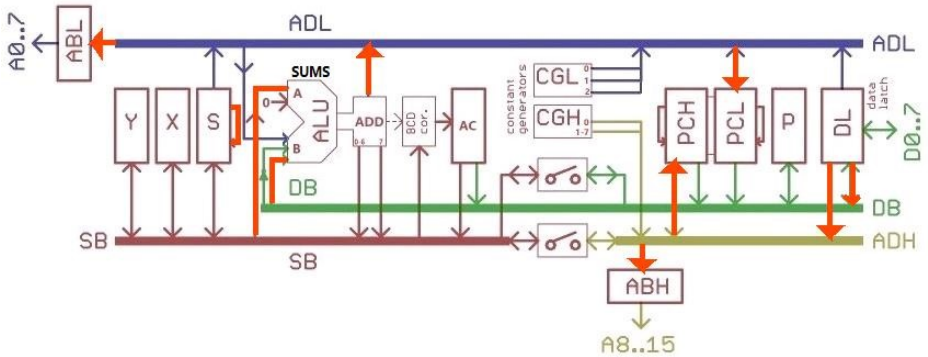 ADL
A0..7
ABL
ADL
SUMS
Y
X
S
0
A
B
ALU
ADD
0-6
7
BCD
cor.
AC
constant
generators
CGL
0
1
2
CGH
0
1-7
PCH
PCL
P
DL
data
latch
D0..7
DB
DB
SB
SB
ADH
ABH
A8..15